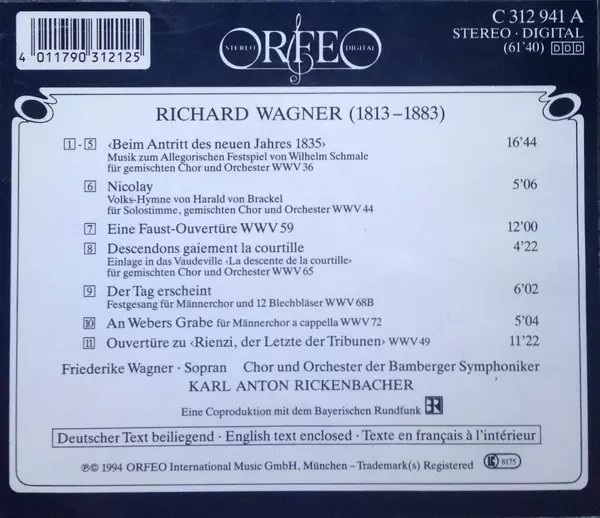 4 011790 312125
ORFEO
STEREO DIGITAL
C 312 941 A
STEREO · DIGITAL
(61'40) DDD
RICHARD WAGNER (1813–1883)
1 - 5 ‹Beim Antritt des neuen Jahres 1835› 16'44
Musik zum Allegorischen Festspiel von Wilhelm Schmale
für gemischten Chor und Orchester WWV 36
6 Nicolay 5'06
Volks-Hymne von Harald von Brackel
für Solostimme, gemischten Chor und Orchester WWV 44
7 Eine Faust-Ouvertüre WWV 59 12'00
8 Descendons gaiement la courtille 4'22
Einlage in das Vaudeville ‹La descente de la courtille›
für gemischten Chor und Orchester WWV 65
9 Der Tag erscheint 6'02
Festgesang für Männerchor und 12 Blechbläser WWV 68B
10 An Webers Grabe für Männerchor a cappella WWV 72 5'04
11 Ouvertüre zu ‹Rienzi, der Letzte der Tribunen› WWV 49 11'22
Friederike Wagner · Sopran Chor und Orchester der Bamberger Symphoniker
KARL ANTON RICKENBACHER
Eine Coproduktion mit dem Bayerischen Rundfunk BR
Deutscher Text beiliegend · English text enclosed · Texte en français à l'intérieur
℗© 1994 ORFEO International Music GmbH, München – Trademark(s) Registered LC 8175